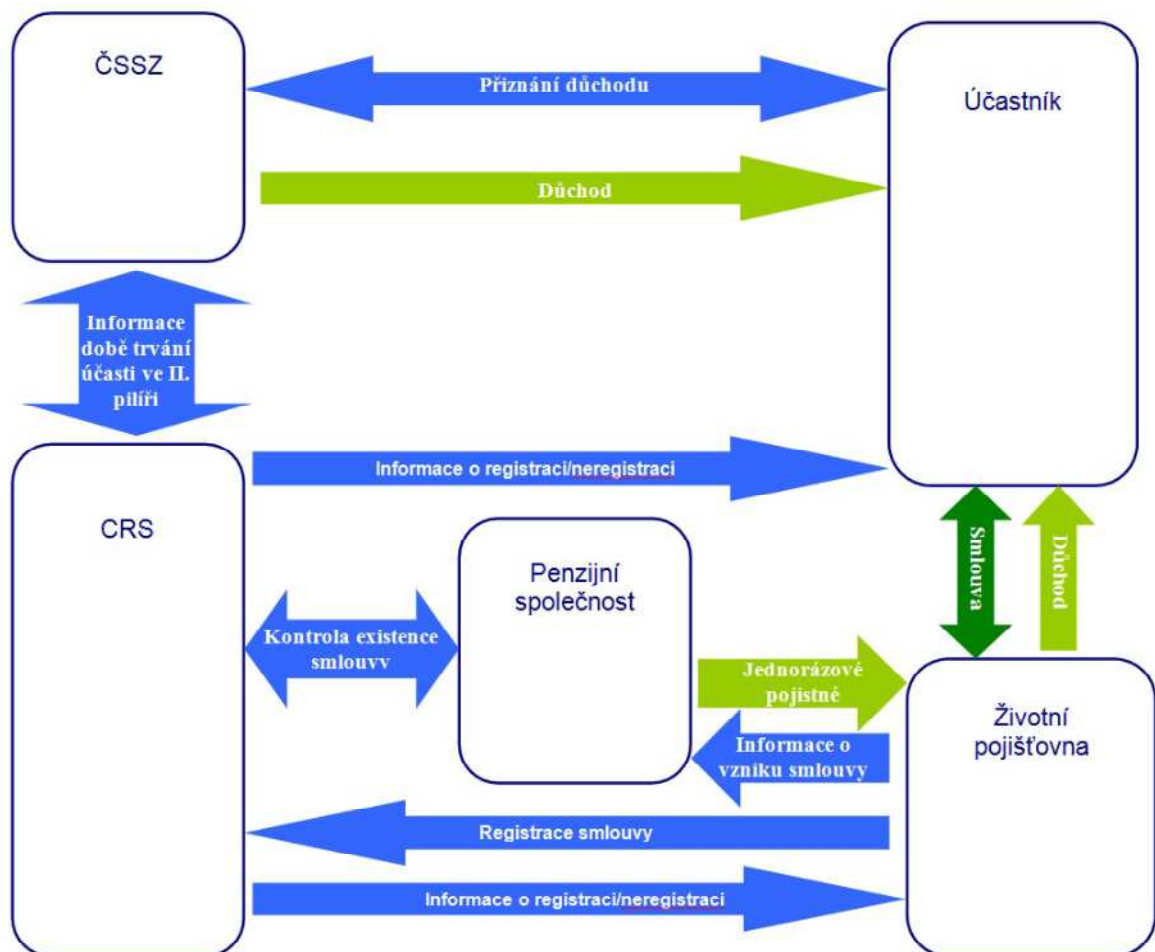 ČSSZ
Přiznání důchodu
Účastník
Důchod
Informace
době trvání
účasti ve II.
pilíři
Informace o registraci/neregistraci
CRS
Penzijní
společnost
Smlouva
Důchod
Kontrola existence
smlouvv
Jednorázové
pojistné
Životní
pojišťovna
Informace o
vzniku smlouvy
Registrace smlouvy
Informace o registraci/neregistraci